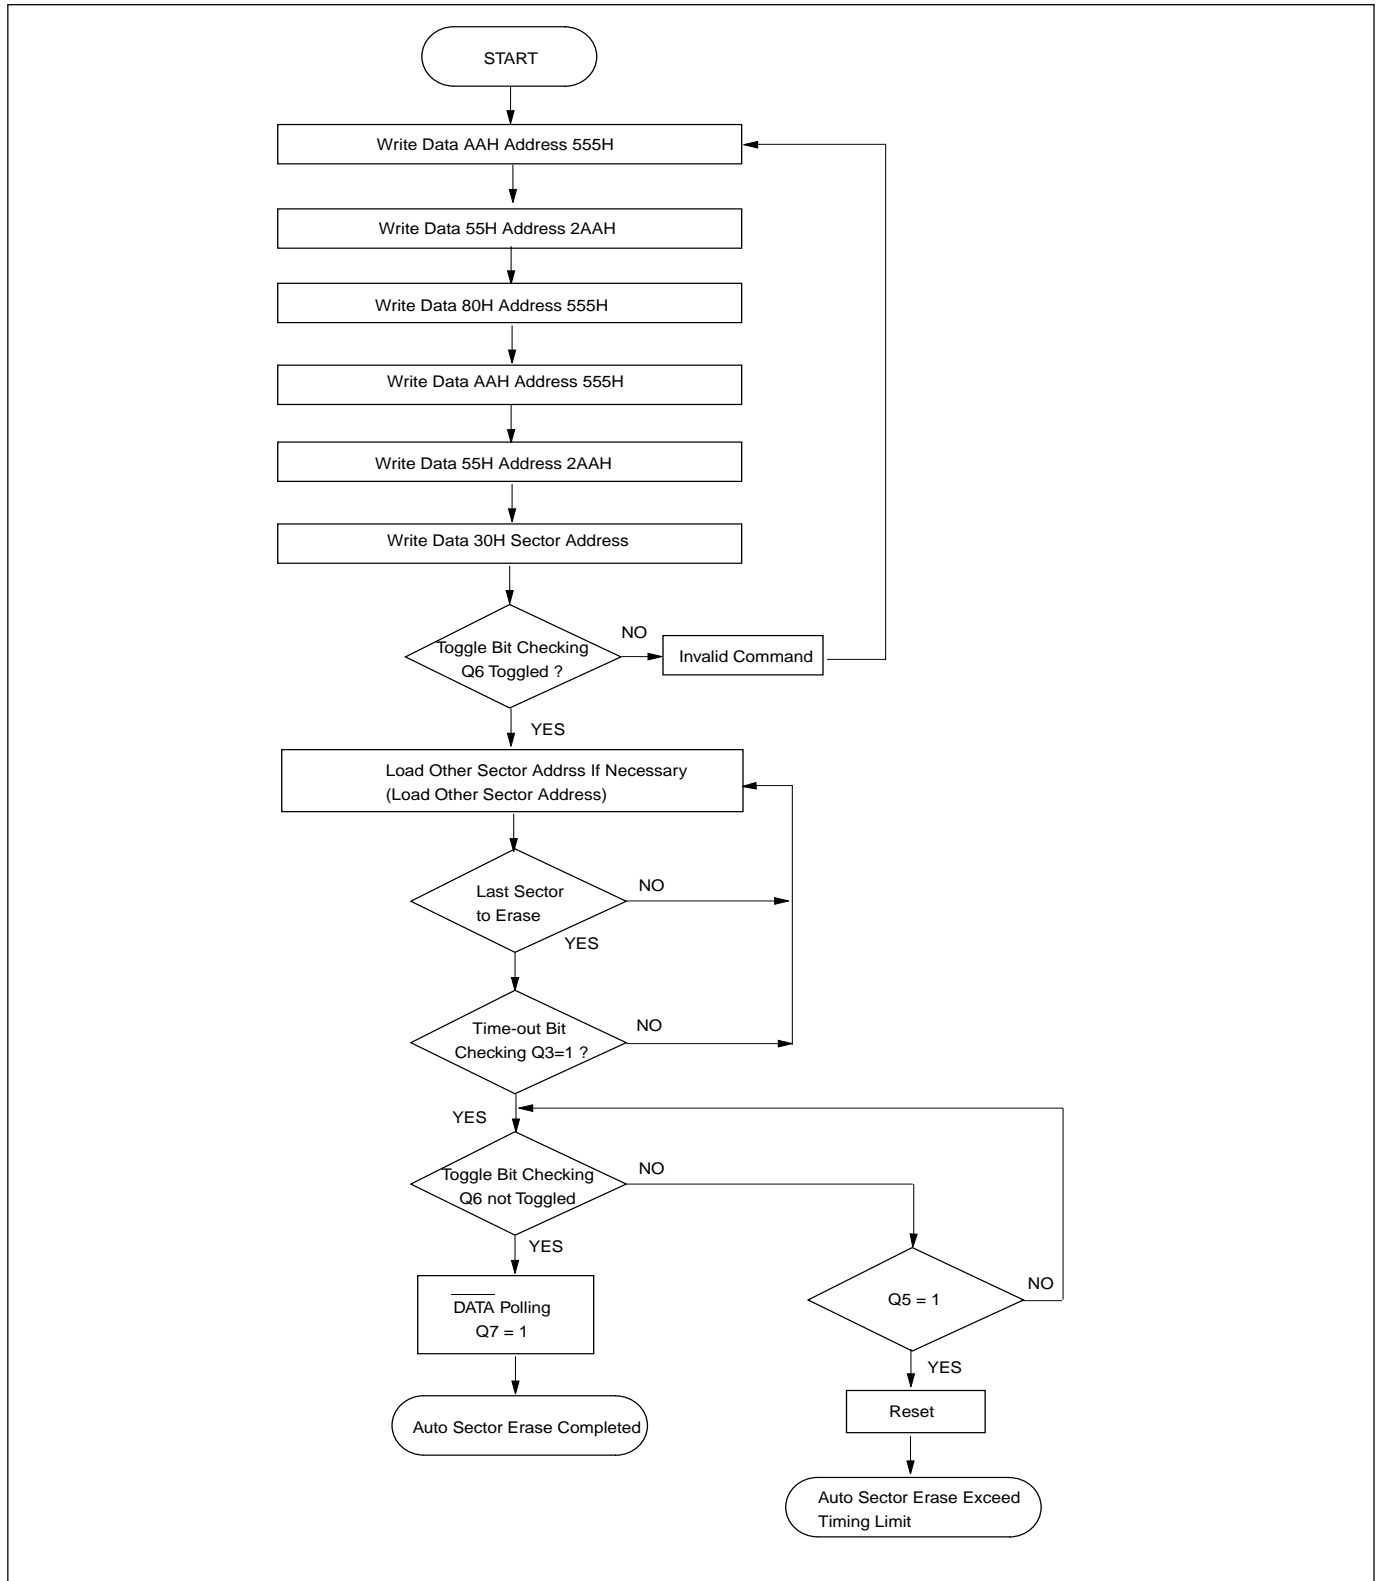 START
Write Data AAH Address 555H
Write Data 55H Address 2AAH
Write Data 80H Address 555H
Write Data AAH Address 555H
Write Data 55H Address 2AAH
Write Data 30H Sector Address
Toggle Bit Checking
Q6 Toggled ?
NO
Invalid Command
YES
Load Other Sector Addrss If Necessary
(Load Other Sector Address)
Last Sector
to Erase
NO
YES
Time-out Bit
Checking Q3=1 ?
NO
YES
Toggle Bit Checking
Q6 not Toggled
NO
YES
DATA Polling
Q7 = 1
Q5 = 1
NO
YES
Reset
Auto Sector Erase Completed
Auto Sector Erase Exceed
Timing Limit